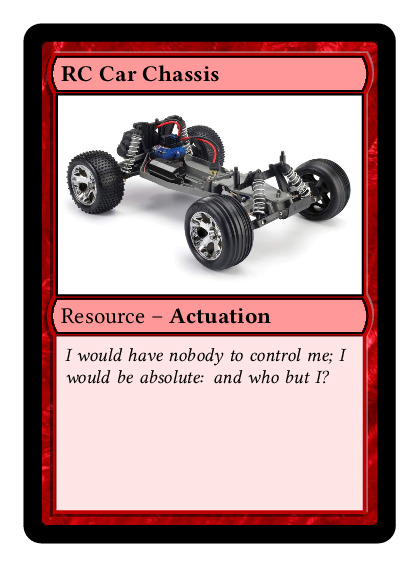 RC Car Chassis
Resource – Actuation
I would have nobody to control me; I
would be absolute: and who but I?